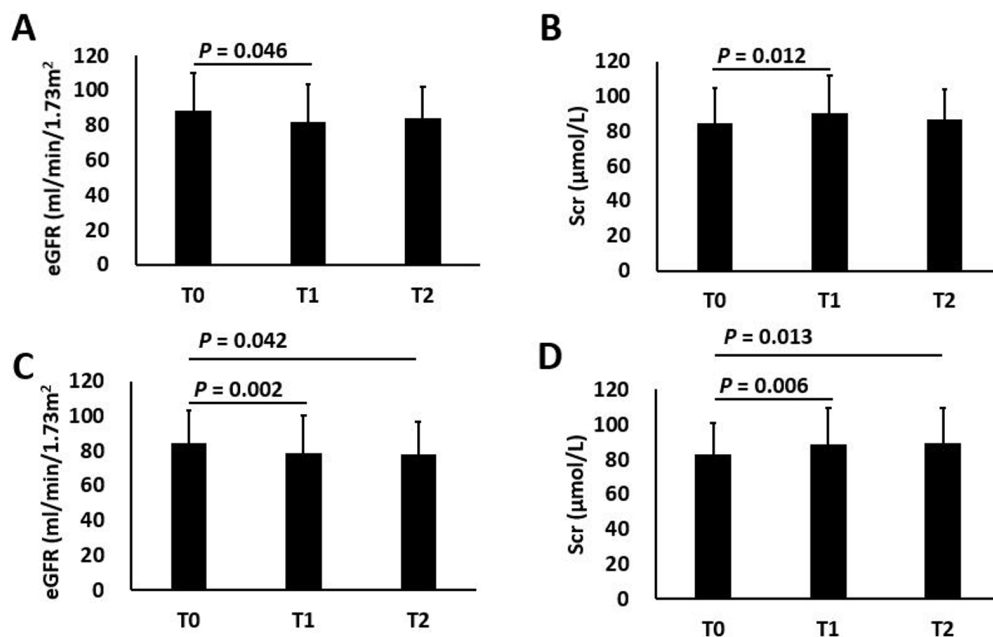 A
P = 0.046
eGFR (ml/min/1.73m²
120
100
80
60
40
20
0
T0 T1 T2
B
P = 0.012
Scr (µmol/L)
120
100
80
60
40
20
0
T0 T1 T2
C
P = 0.042
P = 0.002
eGFR (ml/min/1.73m²
120
100
80
60
40
20
0
T0 T1 T2
D
P = 0.013
P = 0.006
Scr (µmol/L)
120
100
80
60
40
20
0
T0 T1 T2